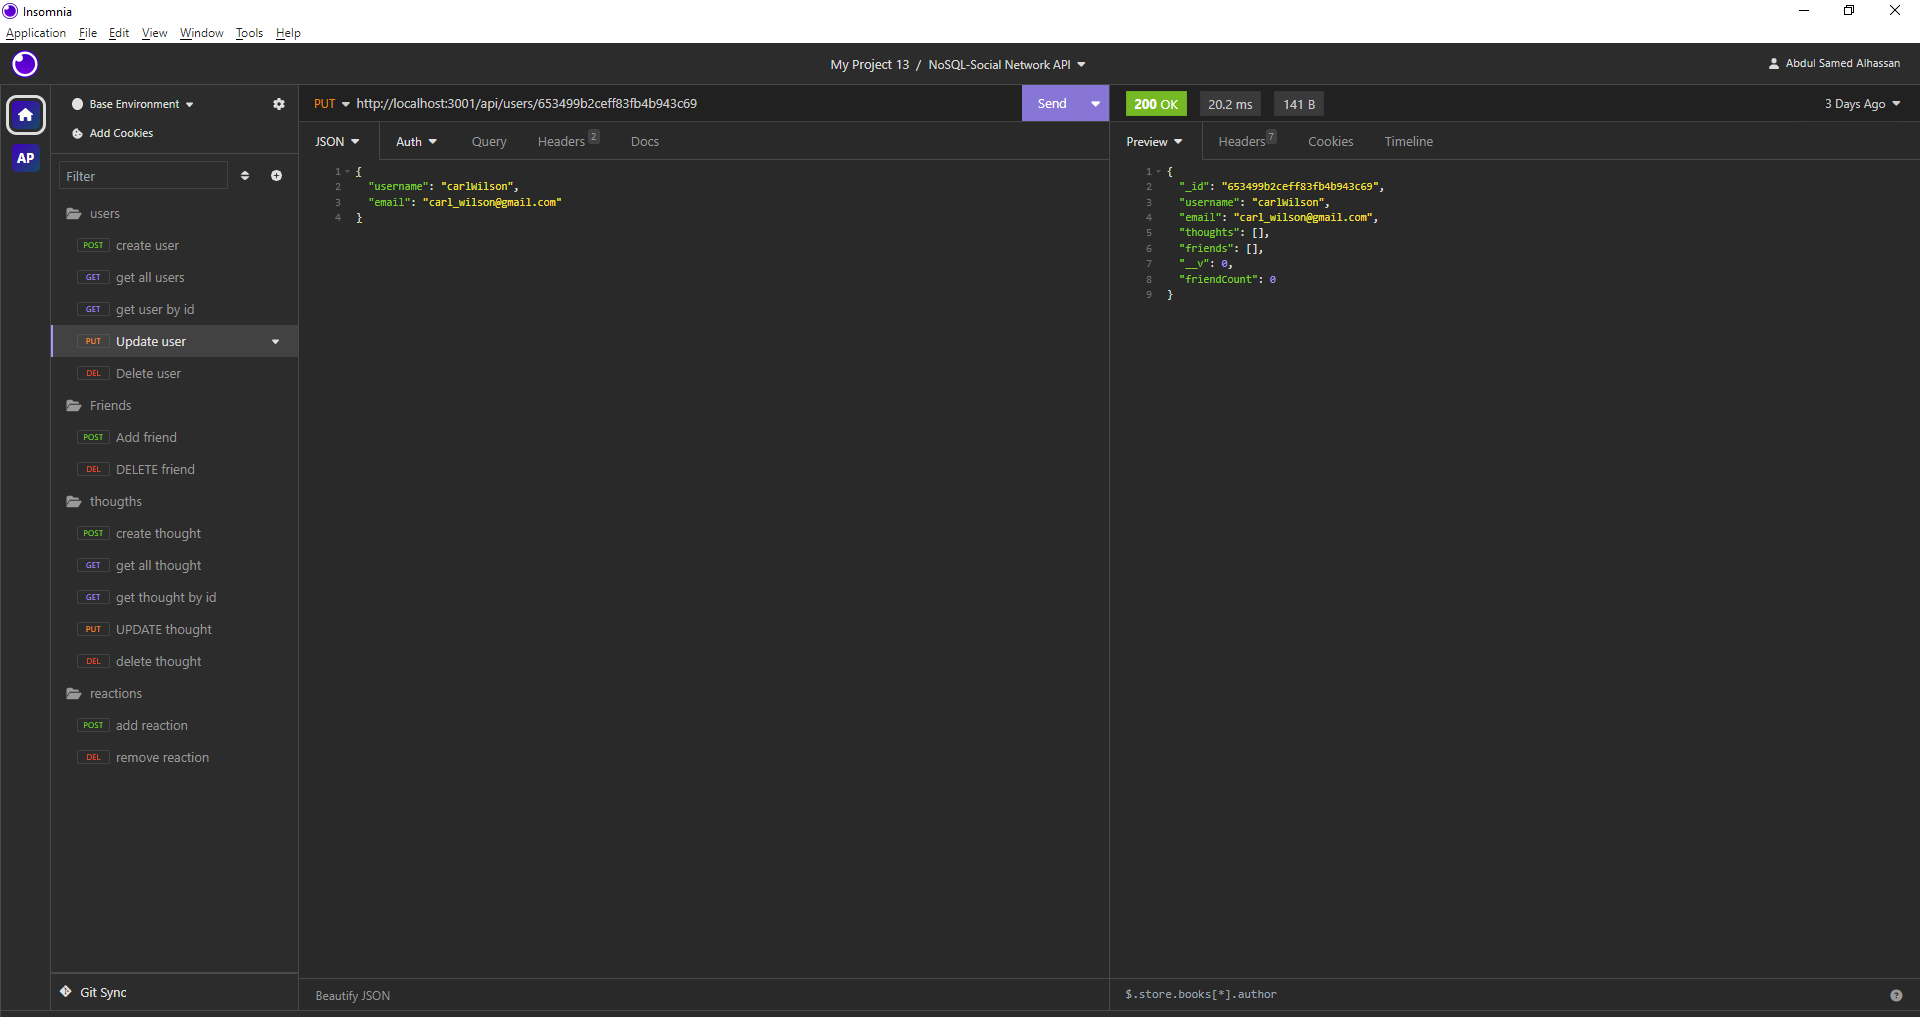 Insomnia
Application File Edit View Window Tools Help
My Project 13 / NoSQL-Social Network API
Abdul Samed Alhassan
AP
Base Environment
Add Cookies
Filter
users
POST create user
GET get all users
GET get user by id
PUT Update user
DEL Delete user
Friends
POST Add friend
DEL DELETE friend
thougths
POST create thought
GET get all thought
GET get thought by id
PUT UPDATE thought
DEL delete thought
reactions
POST add reaction
DEL remove reaction
Git Sync
PUT http://localhost:3001/api/users/653499b2ceff83fb4b943c69
Send
JSON Auth Query Headers 2 Docs
1 {
2 "username": "carlWilson",
3 "email": "carl_wilson@gmail.com"
4 }
Beautify JSON
200 OK 20.2 ms 141 B
3 Days Ago
Preview Headers 7 Cookies Timeline
1 {
2 "_id": "653499b2ceff83fb4b943c69",
3 "username": "carlWilson",
4 "email": "carl_wilson@gmail.com",
5 "thoughts": [],
6 "friends": [],
7 "__v": 0,
8 "friendCount": 0
9 }
$.store.books[*].author
?